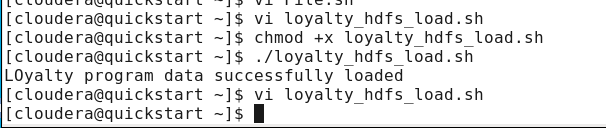 [cloudera@quickstart ~]$ vi File.sh
[cloudera@quickstart ~]$ vi loyalty_hdfs_load.sh
[cloudera@quickstart ~]$ chmod +x loyalty_hdfs_load.sh
[cloudera@quickstart ~]$ ./loyalty_hdfs_load.sh
LOyalty program data successfully loaded
[cloudera@quickstart ~]$ vi loyalty_hdfs_load.sh
[cloudera@quickstart ~]$